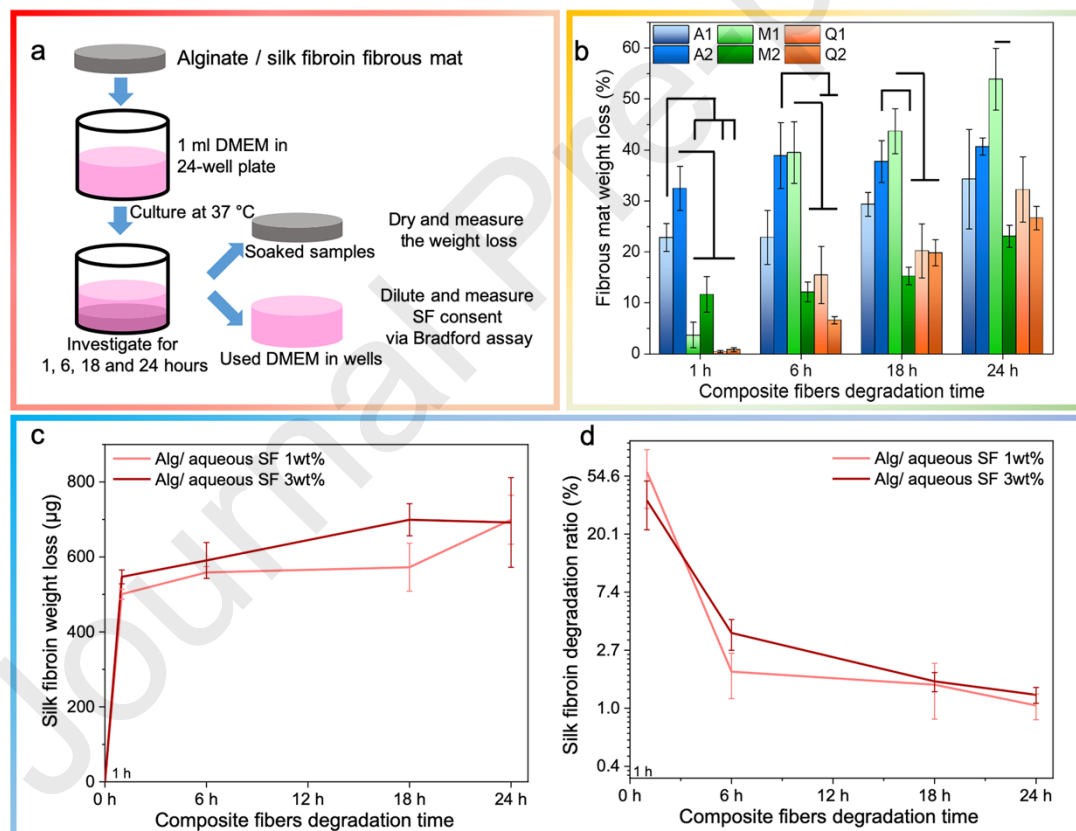 a
Alginate / silk fibroin fibrous mat
1 ml DMEM in
24-well plate
Culture at 37 °C
Soaked samples
Dry and measure
the weight loss
Investigate for
1, 6, 18 and 24 hours
Used DMEM in wells
Dilute and measure
SF consent
via Bradford assay
b
A1 M1 Q1
A2 M2 Q2
Fibrous mat weight loss (%)
60
50
40
30
20
10
0
1 h 6 h 18 h 24 h
Composite fibers degradation time
c
Alg/ aqueous SF 1wt%
Alg/ aqueous SF 3wt%
Silk fibroin weight loss (µg)
800
600
400
200
0
1 h
0 h 6 h 12 h 18 h 24 h
Composite fibers degradation time
d
Alg/ aqueous SF 1wt%
Alg/ aqueous SF 3wt%
Silk fibroin degradation ratio (%)
54.6
20.1
7.4
2.7
1.0
0.4
1 h
0 h 6 h 12 h 18 h 24 h
Composite fibers degradation time
Journal Pre-p